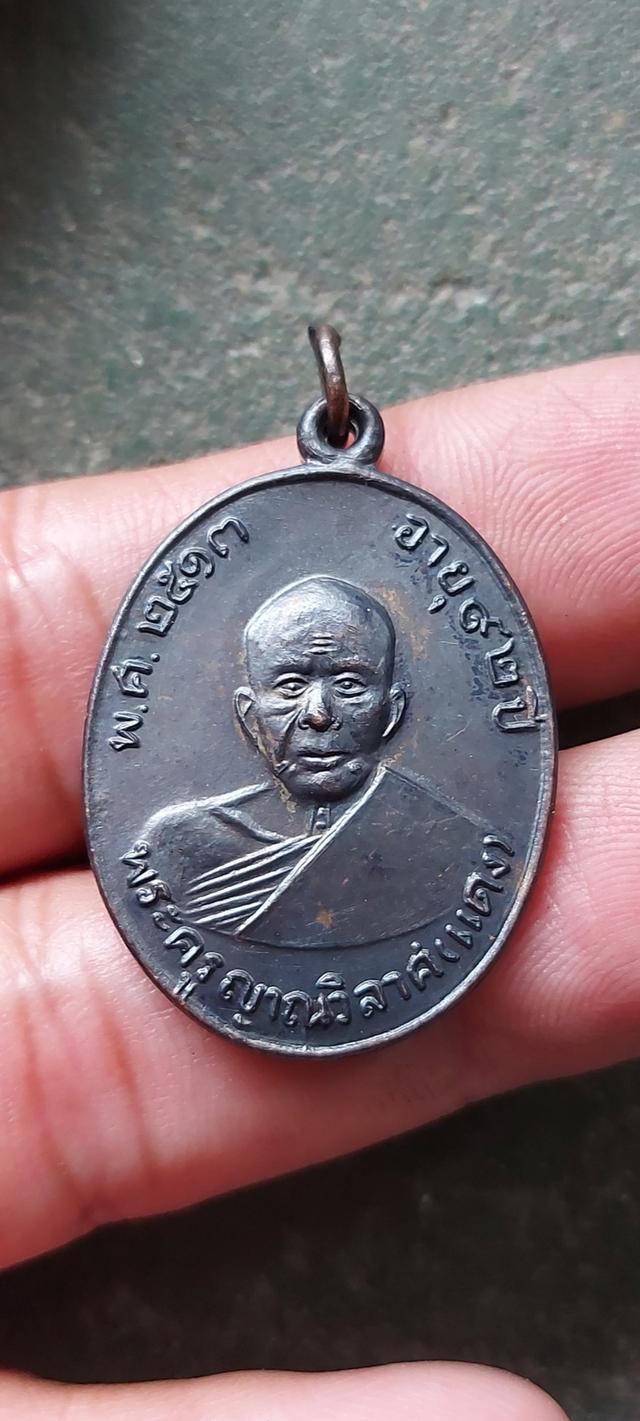 พ.ศ. ๒๕๑๓
อายุ ๙๒ ปี
พระครูญาณวิลาศ (แดง)